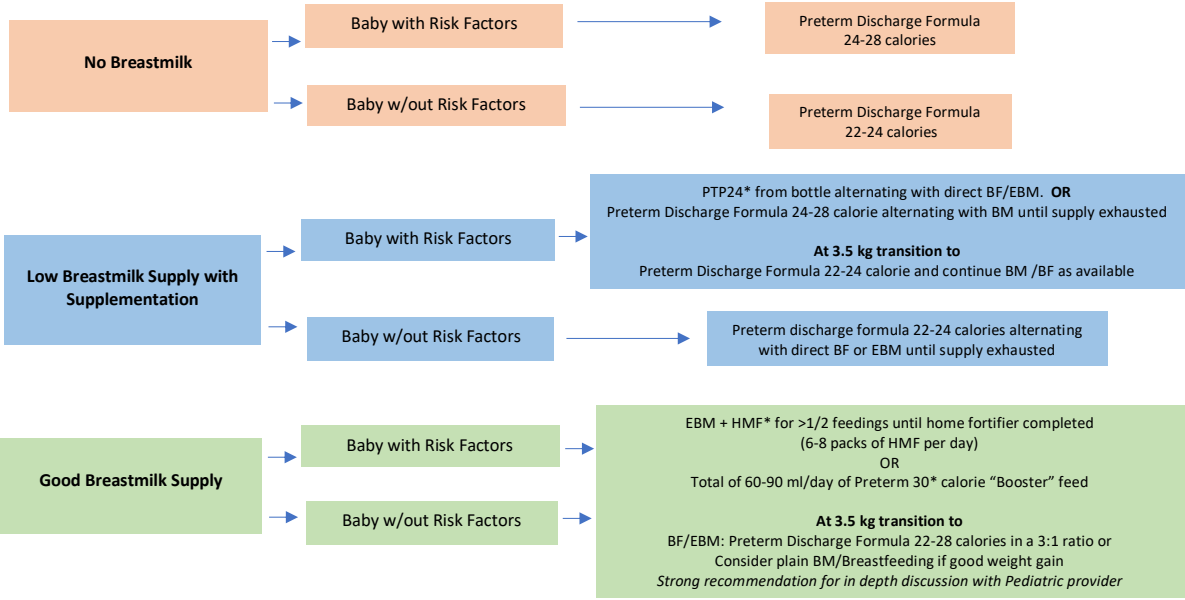 No Breastmilk
Baby with Risk Factors
Preterm Discharge Formula
24-28 calories
Baby w/out Risk Factors
Preterm Discharge Formula
22-24 calories
Low Breastmilk Supply with
Supplementation
Baby with Risk Factors
PTP24* from bottle alternating with direct BF/EBM. OR
Preterm Discharge Formula 24-28 calorie alternating with BM until supply exhausted
At 3.5 kg transition to
Preterm Discharge Formula 22-24 calorie and continue BM /BF as available
Baby w/out Risk Factors
Preterm discharge formula 22-24 calories alternating
with direct BF or EBM until supply exhausted
Good Breastmilk Supply
Baby with Risk Factors
Baby w/out Risk Factors
EBM + HMF* for >1/2 feedings until home fortifier completed
(6-8 packs of HMF per day)
OR
Total of 60-90 ml/day of Preterm 30* calorie “Booster” feed
At 3.5 kg transition to
BF/EBM: Preterm Discharge Formula 22-28 calories in a 3:1 ratio or
Consider plain BM/Breastfeeding if good weight gain
Strong recommendation for in depth discussion with Pediatric provider